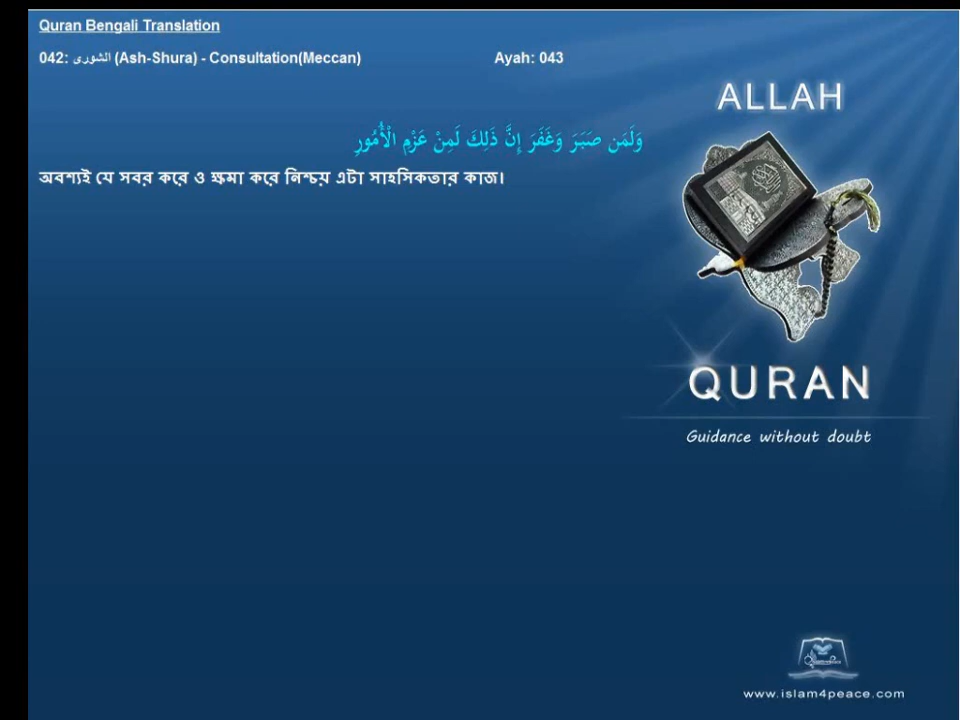 Quran Bengali Translation
042: الشورى (Ash-Shura) - Consultation(Meccan) Ayah: 043
ALLAH
وَلَمَن صَبَرَ وَغَفَرَ إِنَّ ذَلِكَ لَمِنْ عَزْمِ الْأُمُورِ
অবশ্যই যে সবর করে ও ক্ষমা করে নিশ্চয় এটা সাহসিকতার কাজ।
QURAN
Guidance without doubt
www.islam4peace.com